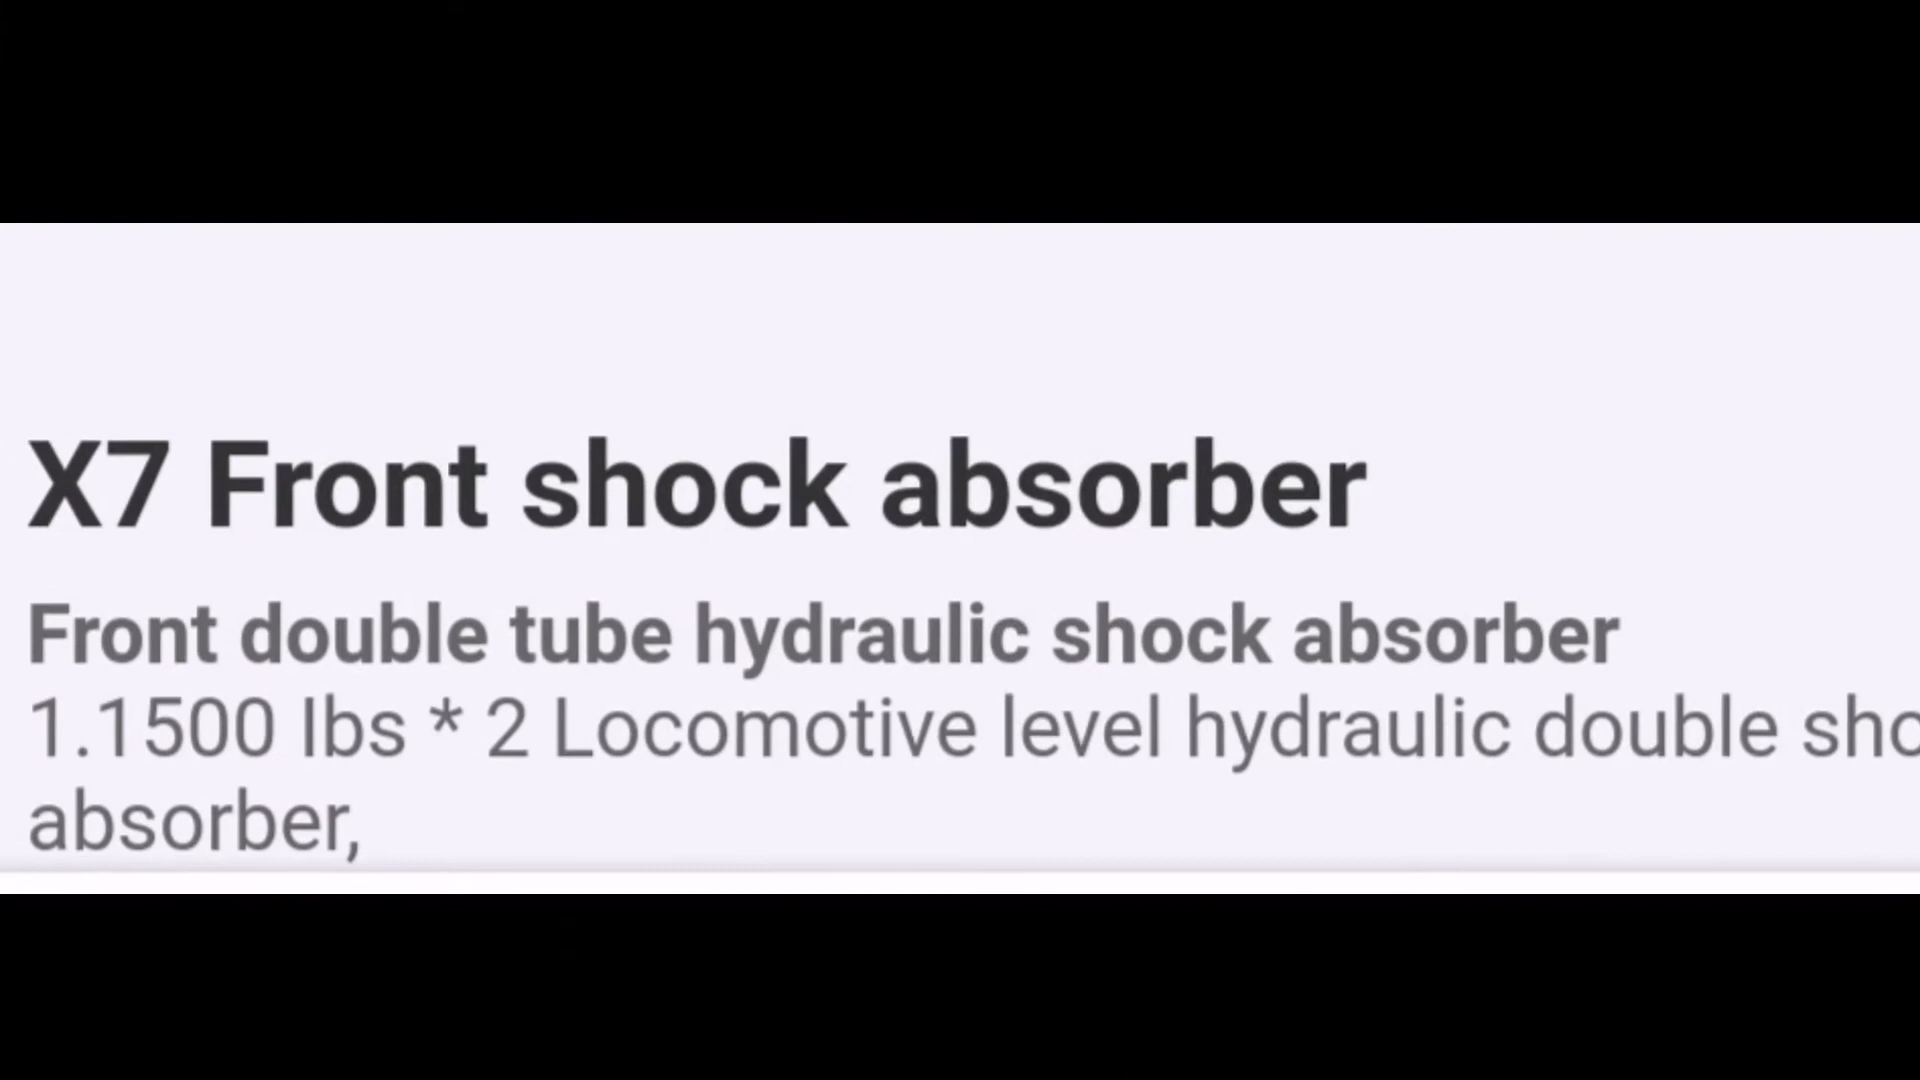 X7 Front shock absorber
Front double tube hydraulic shock absorber
1.1500 Ibs * 2 Locomotive level hydraulic double sho
absorber,